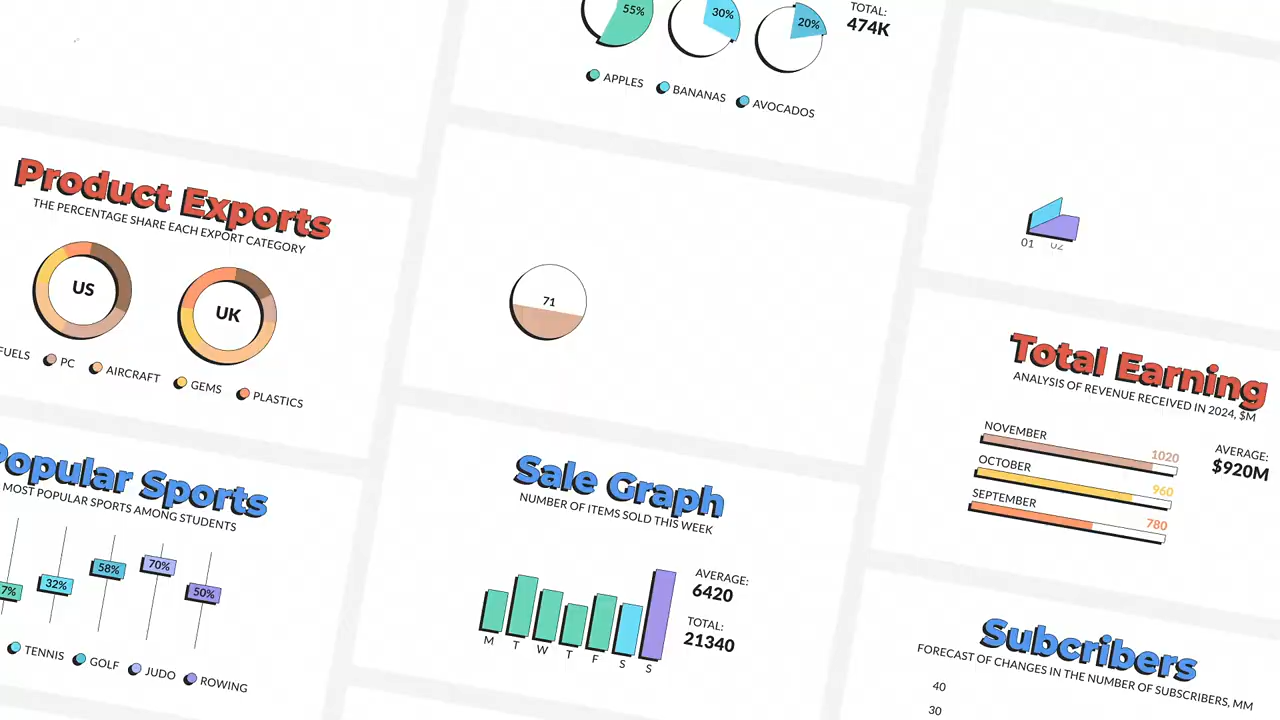 55%
30%
20%
TOTAL:
474K
APPLES
BANANAS
AVOCADOS
Product Exports
THE PERCENTAGE SHARE EACH EXPORT CATEGORY
US
UK
FUELS
PC
AIRCRAFT
GEMS
PLASTICS
71
01
02
Total Earning
ANALYSIS OF REVENUE RECEIVED IN 2024, $M
NOVEMBER
1020
OCTOBER
960
SEPTEMBER
780
AVERAGE:
$920M
Popular Sports
MOST POPULAR SPORTS AMONG STUDENTS
7%
32%
58%
70%
50%
TENNIS
GOLF
JUDO
ROWING
Sale Graph
NUMBER OF ITEMS SOLD THIS WEEK
M T W T F S S
AVERAGE:
6420
TOTAL:
21340
Subcribers
FORECAST OF CHANGES IN THE NUMBER OF SUBSCRIBERS, MM
40
30